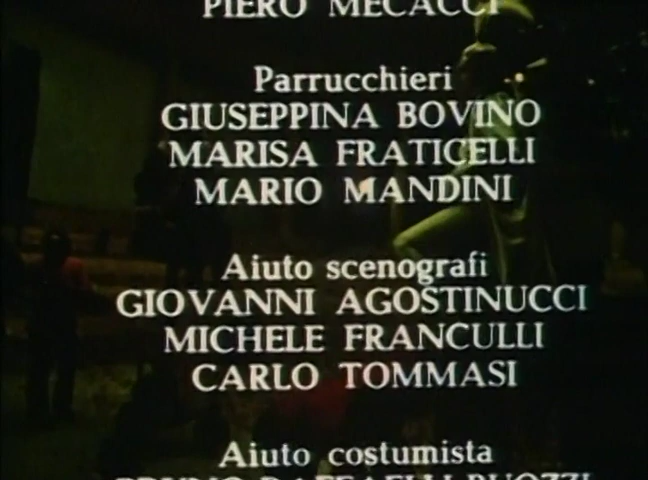 PIERO MECACCI
Parrucchieri
GIUSEPPINA BOVINO
MARISA FRATICELLI
MARIO MANDINI
Aiuto scenografi
GIOVANNI AGOSTINUCCI
MICHELE FRANCULLI
CARLO TOMMASI
Aiuto costumista